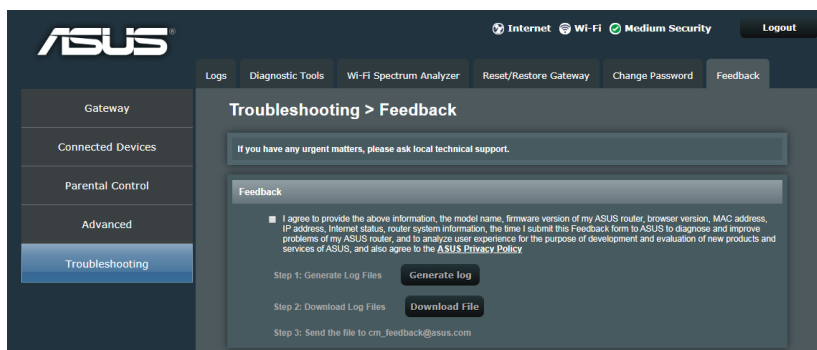 ASUS
Internet Wi-Fi Medium Security Logout
Logs Diagnostic Tools Wi-Fi Spectrum Analyzer Reset/Restore Gateway Change Password Feedback
Gateway
Connected Devices
Parental Control
Advanced
Troubleshooting
Troubleshooting > Feedback
If you have any urgent matters, please ask local technical support.
Feedback
I agree to provide the above information, the model name, firmware version of my ASUS router, browser version, MAC address,
IP address, Internet status, router system information, the time I submit this Feedback form to ASUS to diagnose and improve
problems of my ASUS router, and to analyze user experience for the purpose of development and evaluation of new products and
services of ASUS, and also agree to the ASUS Privacy Policy
Step 1: Generate Log Files Generate log
Step 2: Download Log Files Download File
Step 3: Send the file to cm_feedback@asus.com